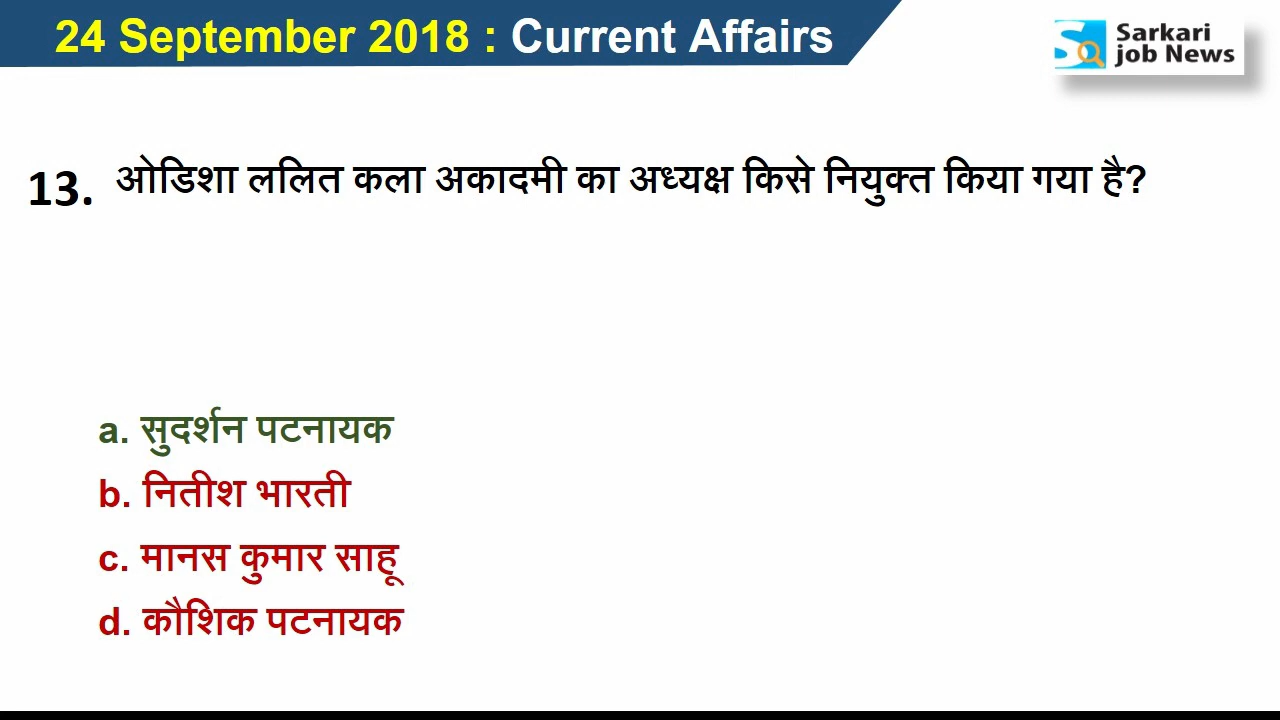 24 September 2018 : Current Affairs
Sarkari
job News
13. ओडिशा ललित कला अकादमी का अध्यक्ष किसे नियुक्त किया गया है?
a. सुदर्शन पटनायक
b. नितीश भारती
c. मानस कुमार साहू
d. कौशिक पटनायक